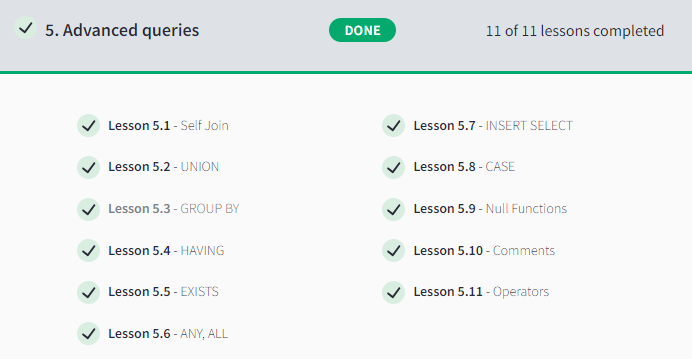 5. Advanced queries DONE 11 of 11 lessons completed
Lesson 5.1 - Self Join
Lesson 5.2 - UNION
Lesson 5.3 - GROUP BY
Lesson 5.4 - HAVING
Lesson 5.5 - EXISTS
Lesson 5.6 - ANY, ALL
Lesson 5.7 - INSERT SELECT
Lesson 5.8 - CASE
Lesson 5.9 - Null Functions
Lesson 5.10 - Comments
Lesson 5.11 - Operators